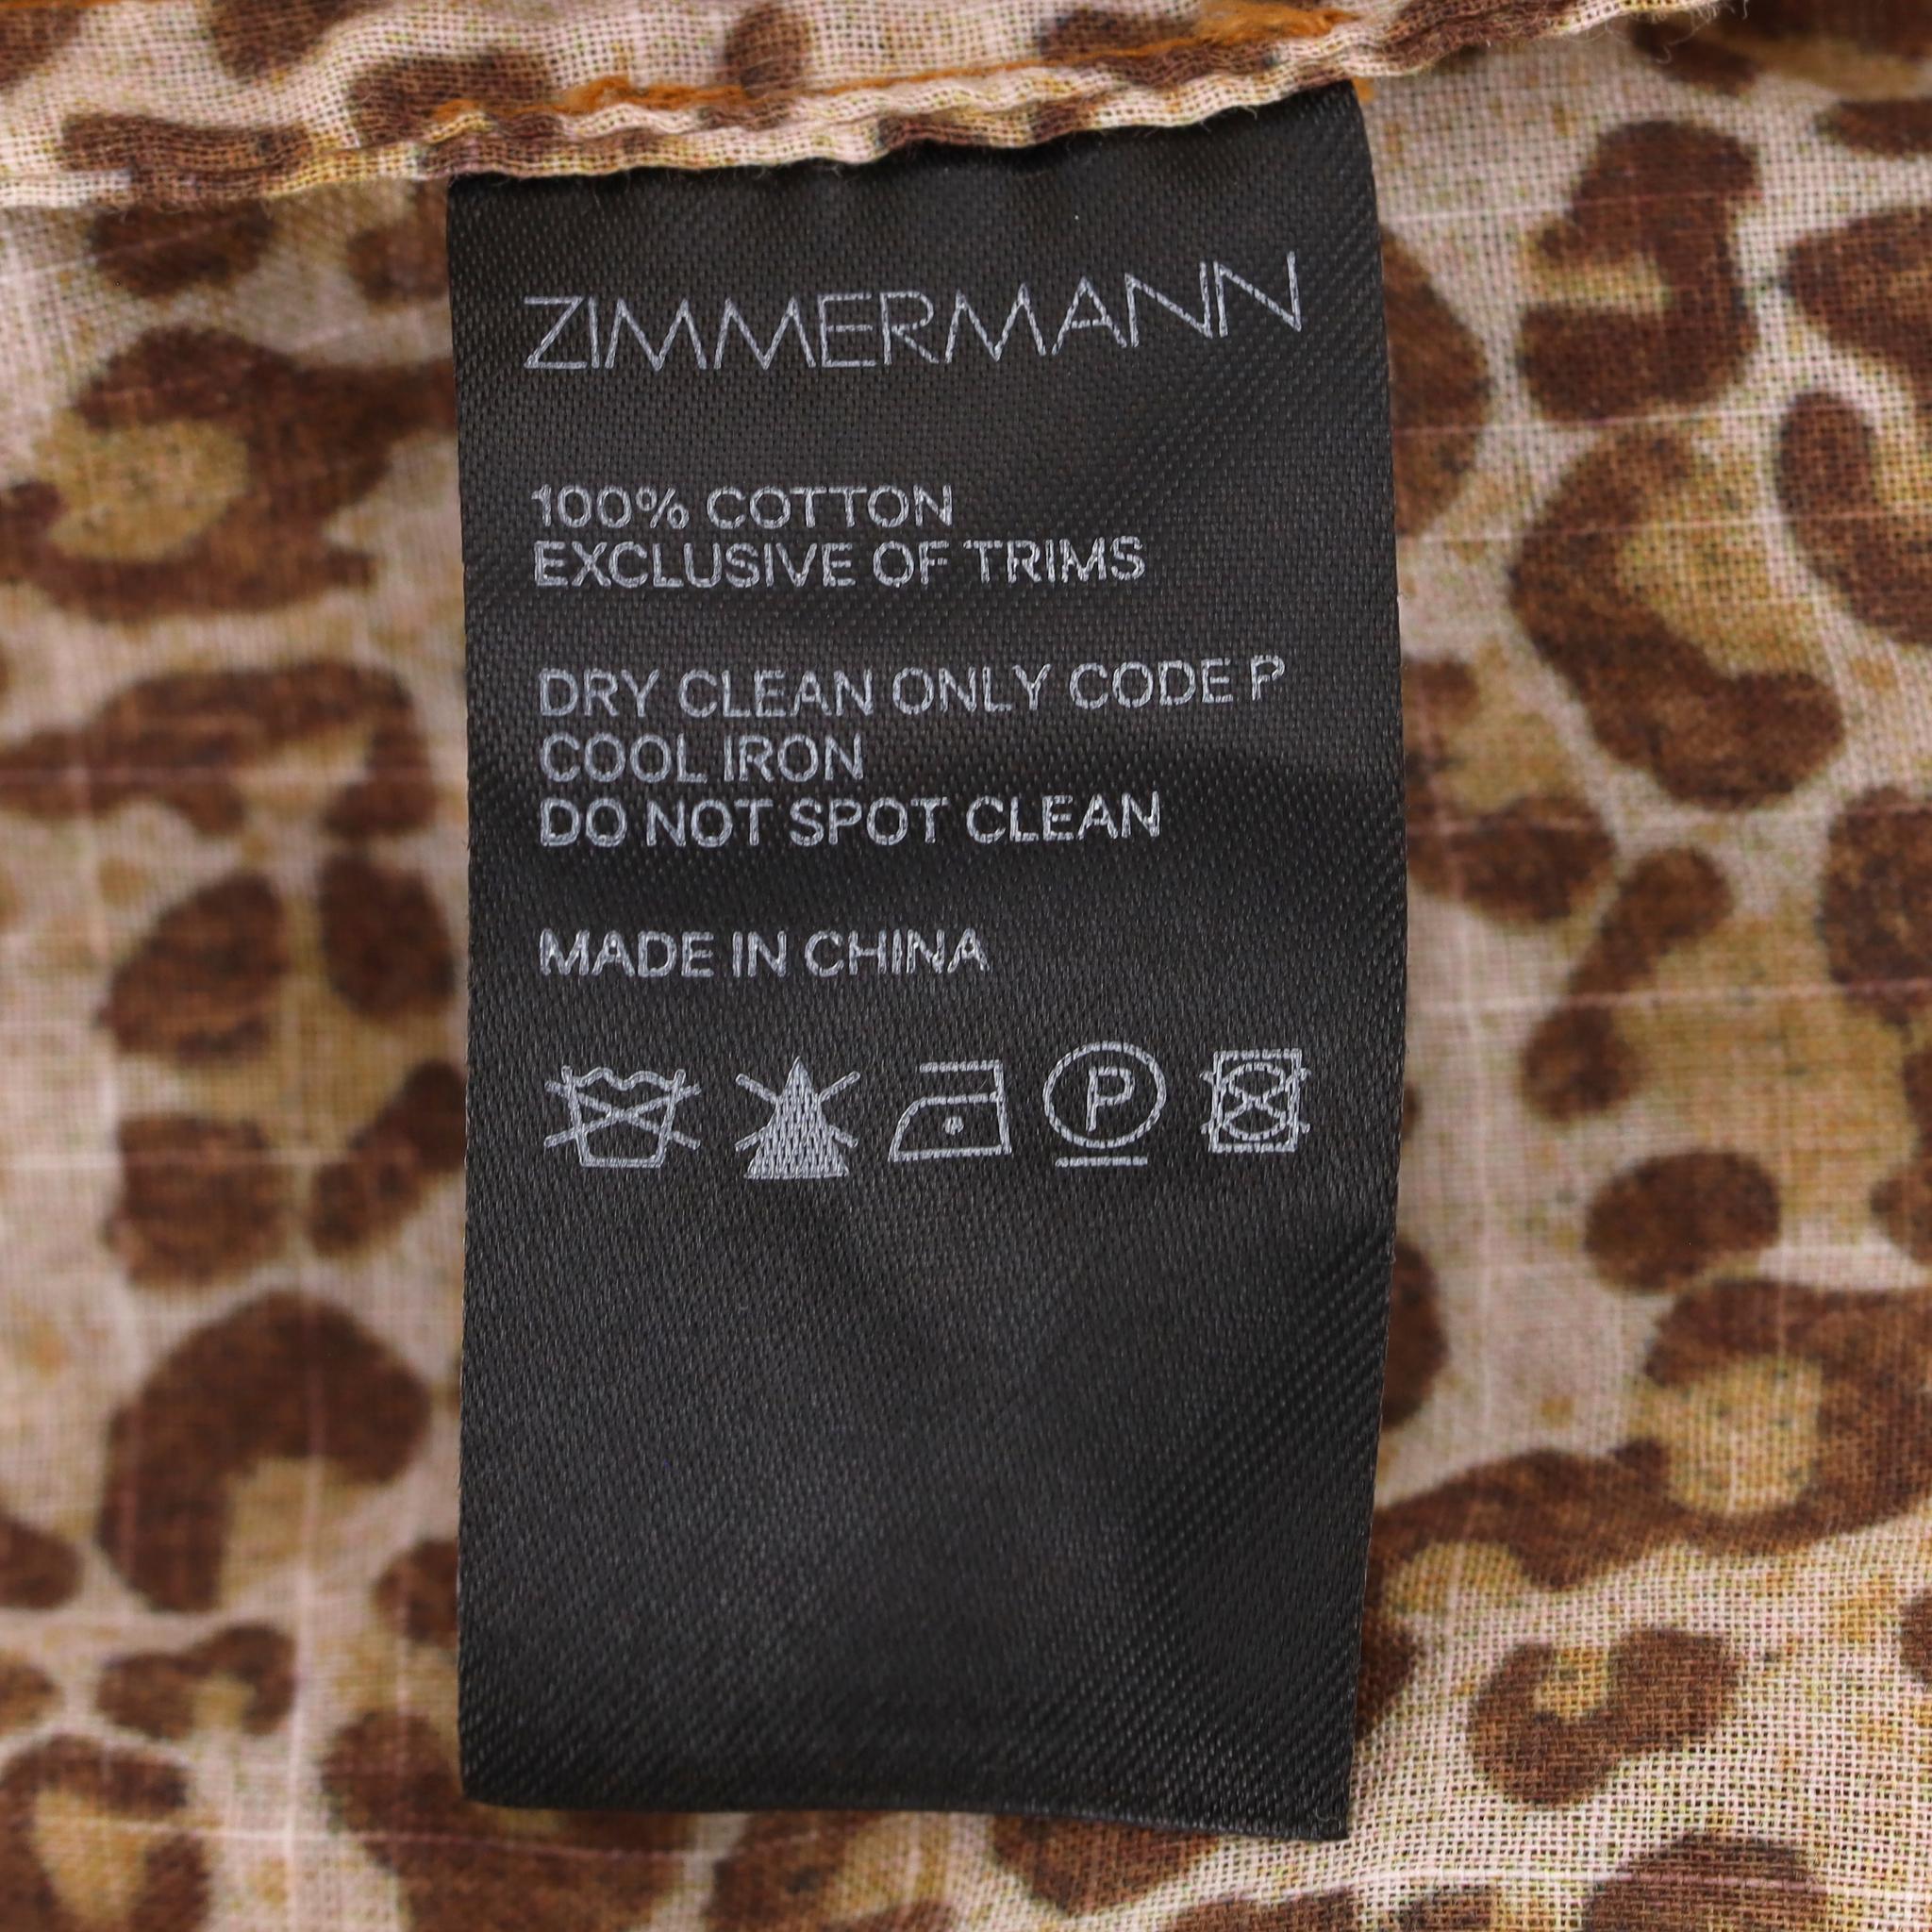 ZIMMERMANN
100% COTTON
EXCLUSIVE OF TRIMS
DRY CLEAN ONLY CODE P
COOL IRON
DO NOT SPOT CLEAN
MADE IN CHINA
P